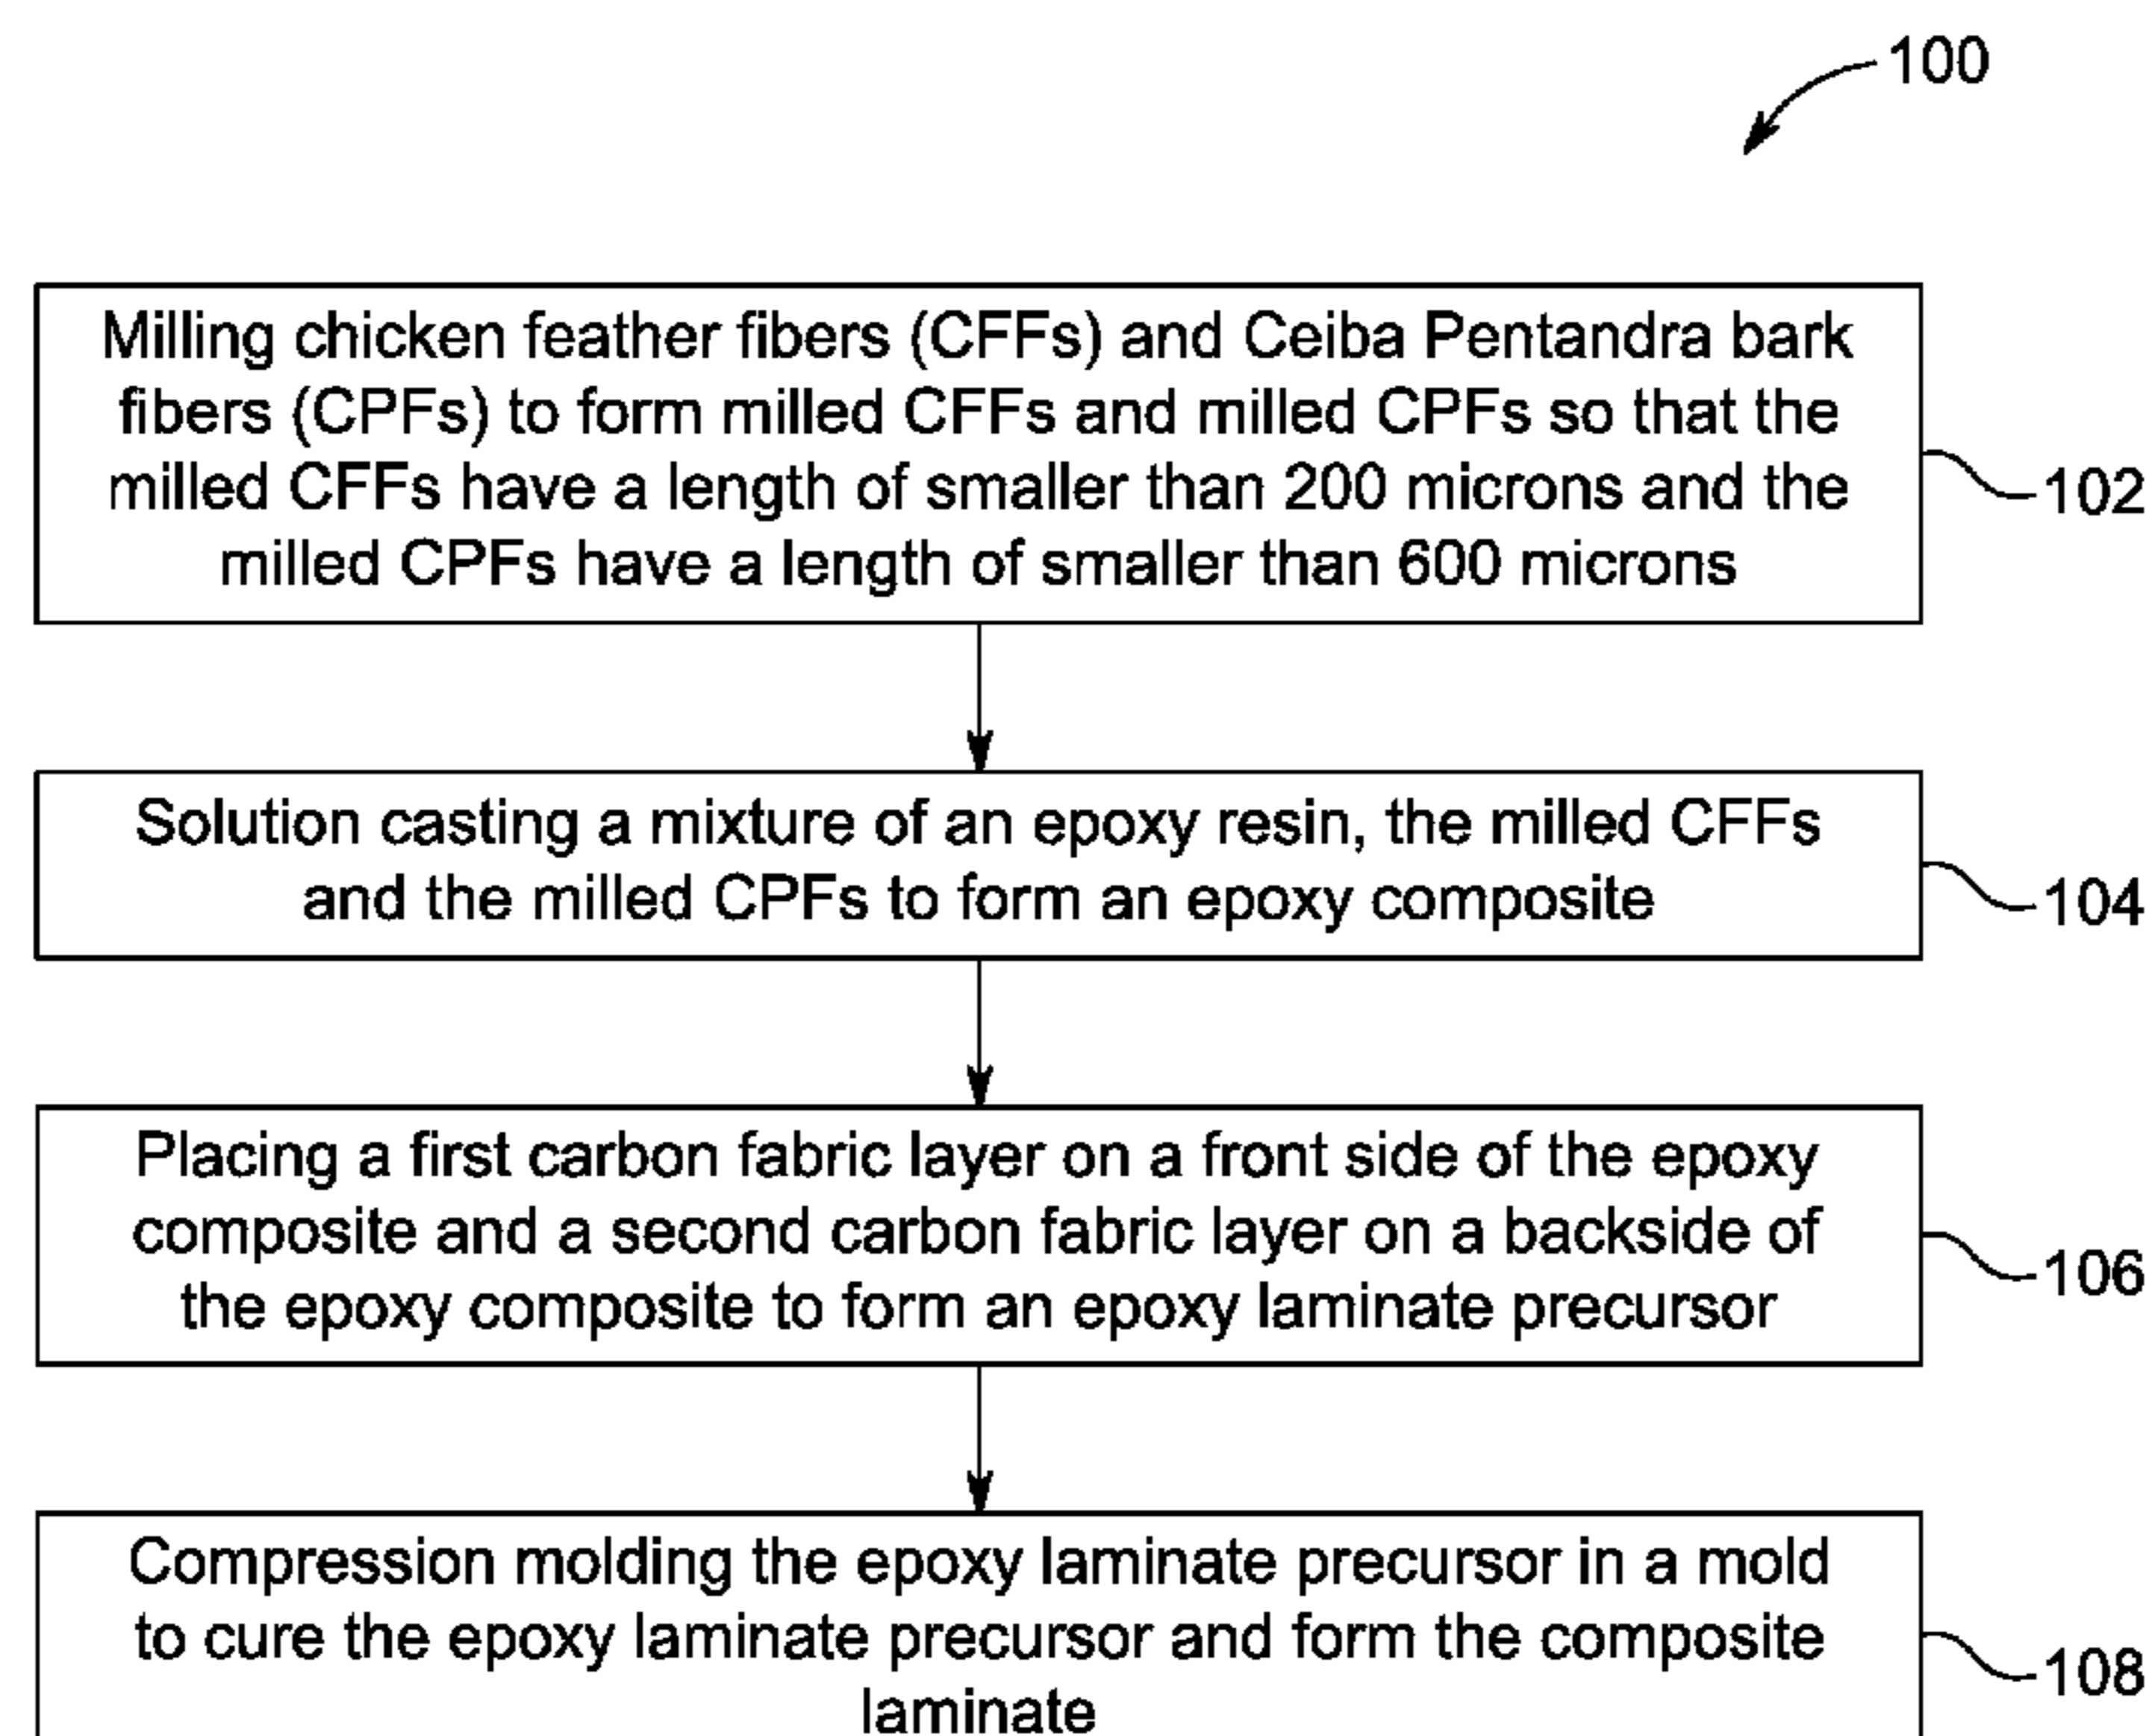 100
Milling chicken feather fibers (CFFs) and Ceiba Pentandra bark
fibers (CPFs) to form milled CFFs and milled CPFs so that the
milled CFFs have a length of smaller than 200 microns and the
milled CPFs have a length of smaller than 600 microns
102
Solution casting a mixture of an epoxy resin, the milled CFFs
and the milled CPFs to form an epoxy composite
104
Placing a first carbon fabric layer on a front side of the epoxy
composite and a second carbon fabric layer on a backside of
the epoxy composite to form an epoxy laminate precursor
106
Compression molding the epoxy laminate precursor in a mold
to cure the epoxy laminate precursor and form the composite
laminate
108